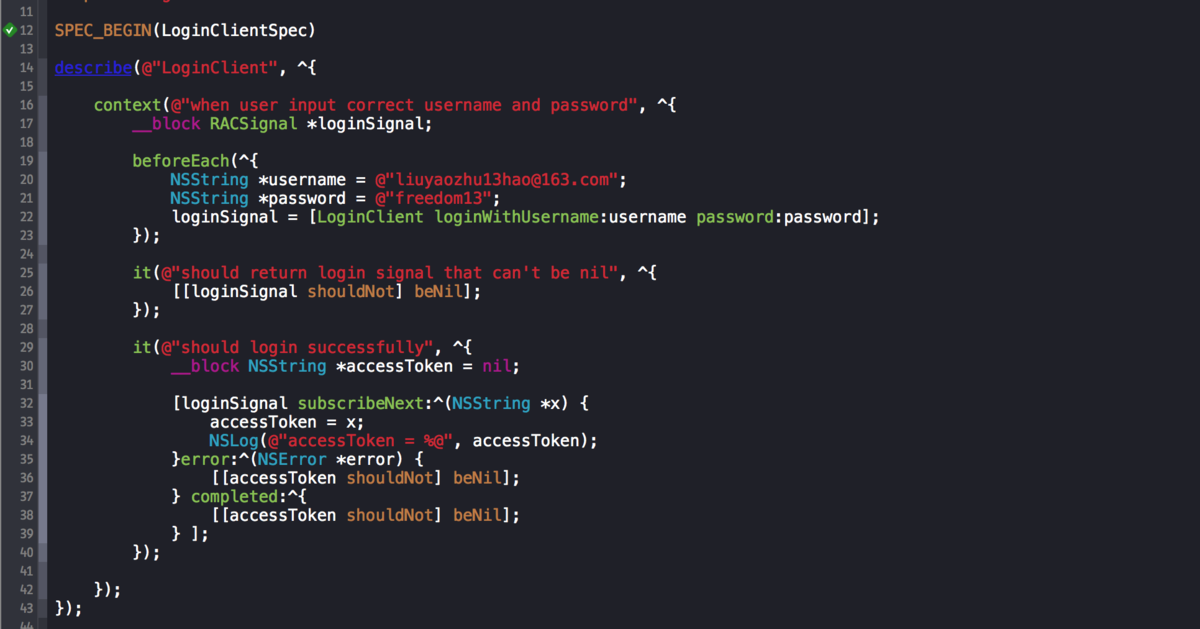 11
12 SPEC_BEGIN(LoginClientSpec)
13
14 describe(@"LoginClient", ^{
15
16     context(@"when user input correct username and password", ^{
17         __block RACSignal *loginSignal;
18
19         beforeEach(^{
20             NSString *username = @"liuyaozhu13hao@163.com";
21             NSString *password = @"freedom13";
22             loginSignal = [LoginClient loginWithUsername:username password:password];
23         });
24
25         it(@"should return login signal that can't be nil", ^{
26             [[loginSignal shouldNot] beNil];
27         });
28
29         it(@"should login successfully", ^{
30             __block NSString *accessToken = nil;
31
32             [loginSignal subscribeNext:^(NSString *x) {
33                 accessToken = x;
34                 NSLog(@"accessToken = %@", accessToken);
35             }error:^(NSError *error) {
36                 [[accessToken shouldNot] beNil];
37             } completed:^{
38                 [[accessToken shouldNot] beNil];
39             } ];
40         });
41
42     });
43 });
44